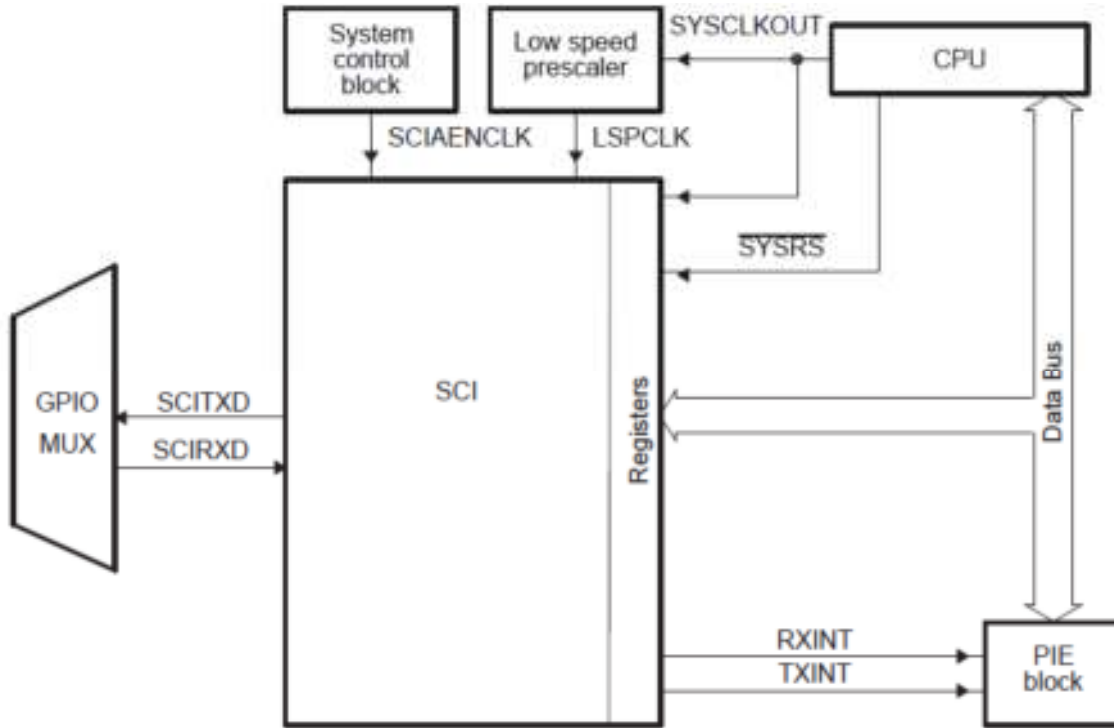 System
control
block
Low speed
prescaler
SYSCLKOUT
CPU
SCIAENCLK
LSPCLK
SYSRS
GPIO
MUX
SCITXD
SCIRXD
SCI
Registers
Data Bus
RXINT
TXINT
PIE
block